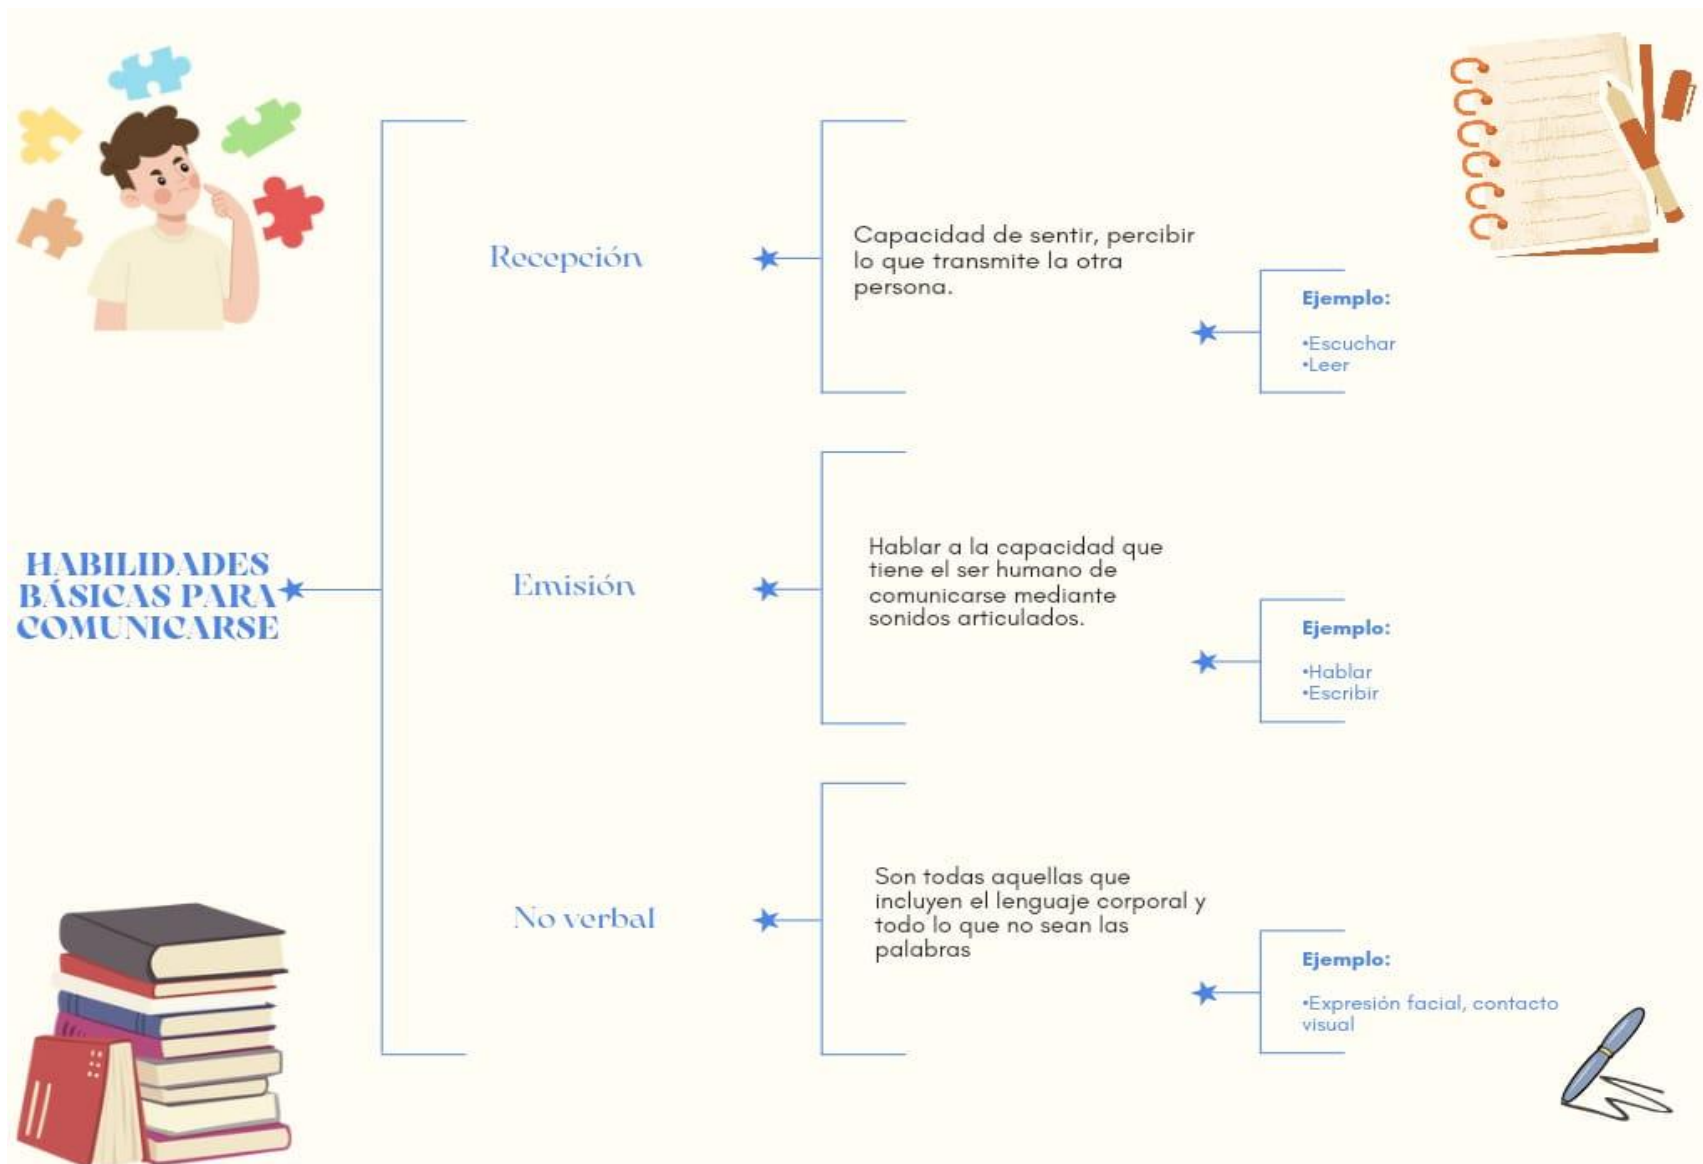 HABILIDADES
BÁSICAS PARA
COMUNICARSE
Recepción
Capacidad de sentir, percibir
lo que transmite la otra
persona.
Ejemplo:
•Escuchar
•Leer
Emisión
Hablar a la capacidad que
tiene el ser humano de
comunicarse mediante
sonidos articulados.
Ejemplo:
•Hablar
•Escribir
No verbal
Son todas aquellas que
incluyen el lenguaje corporal y
todo lo que no sean las
palabras
Ejemplo:
•Expresión facial, contacto
visual